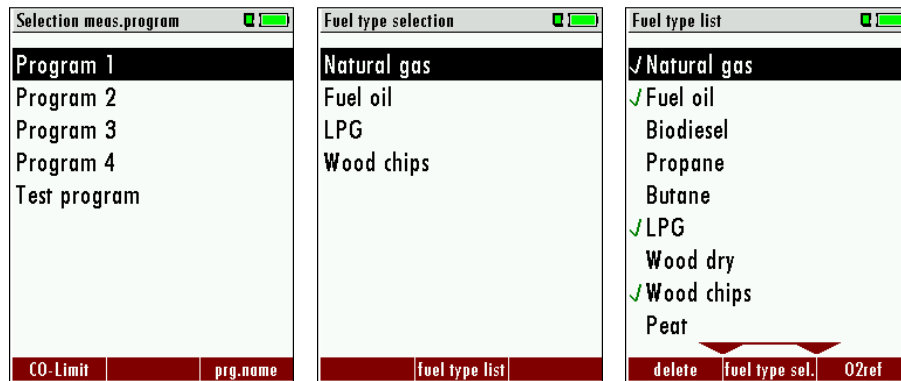 Selection meas.program
Program 1
Program 2
Program 3
Program 4
Test program
CO-Limit
prg.name
Fuel type selection
Natural gas
Fuel oil
LPG
Wood chips
fuel type list
Fuel type list
Natural gas
Fuel oil
Biodiesel
Propane
Butane
LPG
Wood dry
Wood chips
Peat
delete
fuel type sel.
O2ref